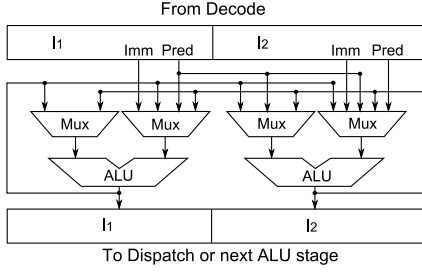 From Decode
I1 I2
Imm Pred Imm Pred
Mux Mux Mux Mux
ALU ALU
I1 I2
To Dispatch or next ALU stage